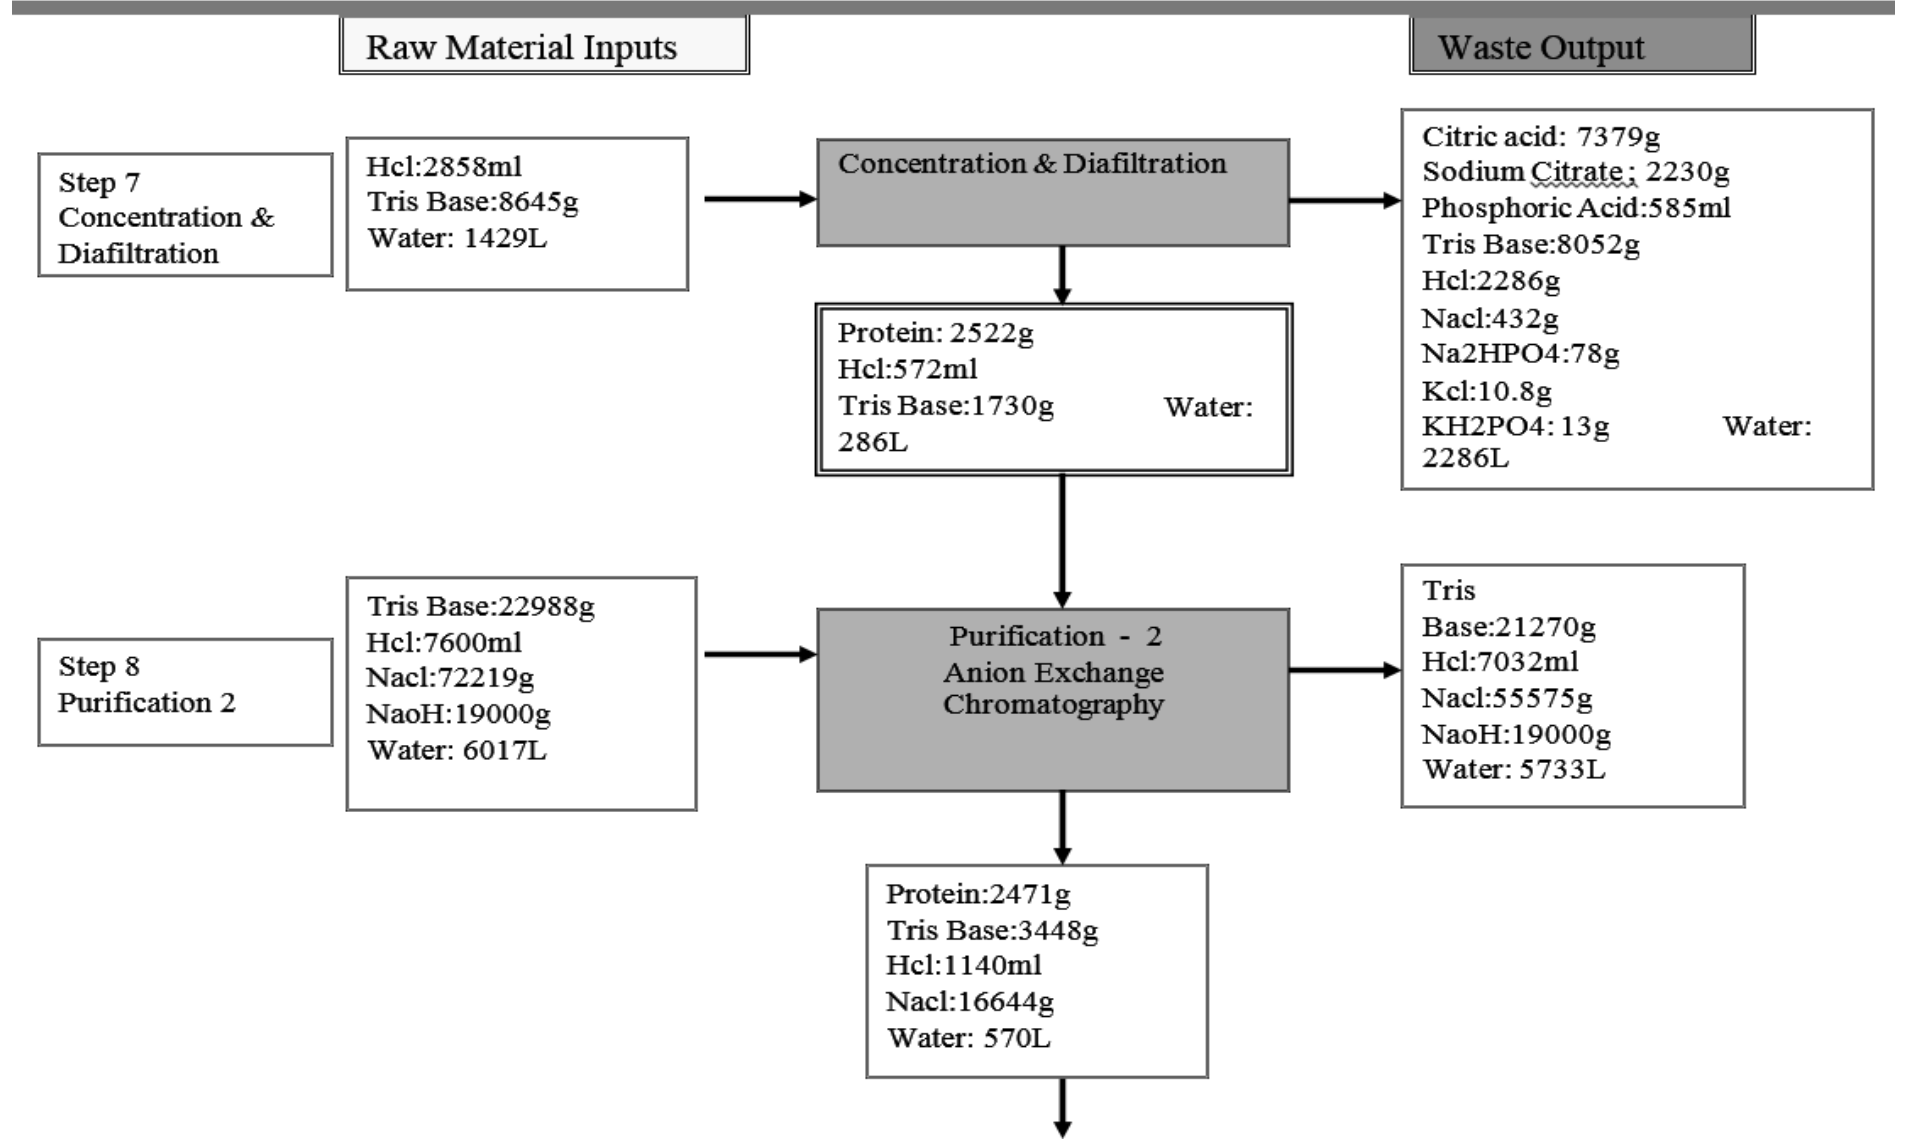 Raw Material Inputs
Waste Output
Step 7
Concentration &
Diafiltration
Hcl:2858ml
Tris Base:8645g
Water: 1429L
Concentration & Diafiltration
Citric acid: 7379g
Sodium Citrate; 2230g
Phosphoric Acid:585ml
Tris Base:8052g
Hcl:2286g
Nacl:432g
Na2HPO4:78g
Kcl:10.8g
KH2PO4: 13g Water:
2286L
Protein: 2522g
Hcl:572ml
Tris Base:1730g Water:
286L
Step 8
Purification 2
Tris Base:22988g
Hcl:7600ml
Nacl:72219g
NaoH:19000g
Water: 6017L
Purification - 2
Anion Exchange
Chromatography
Tris
Base:21270g
Hcl:7032ml
Nacl:55575g
NaoH:19000g
Water: 5733L
Protein:2471g
Tris Base:3448g
Hcl:1140ml
Nacl:16644g
Water: 570L